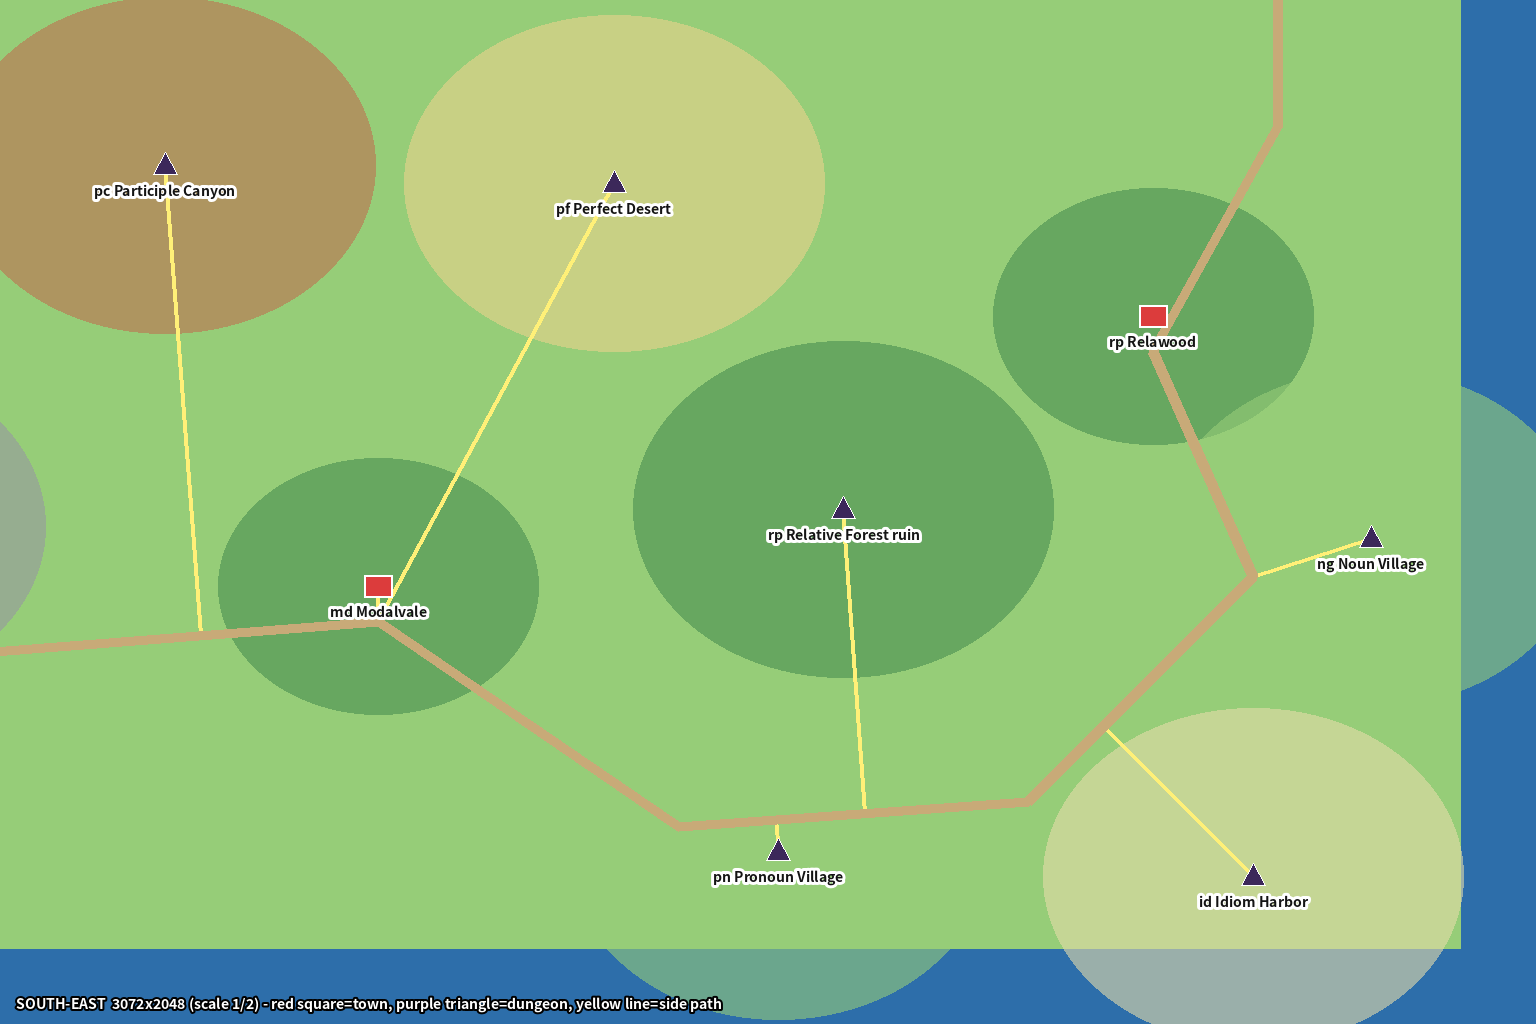 pc Participle Canyon
pf Perfect Desert
rp Relawood
rp Relative Forest ruin
ng Noun Village
md Modalvale
pn Pronoun Village
id Idiom Harbor
SOUTH-EAST 3072x2048 (scale 1/2) - red square=town, purple triangle=dungeon, yellow line=side path